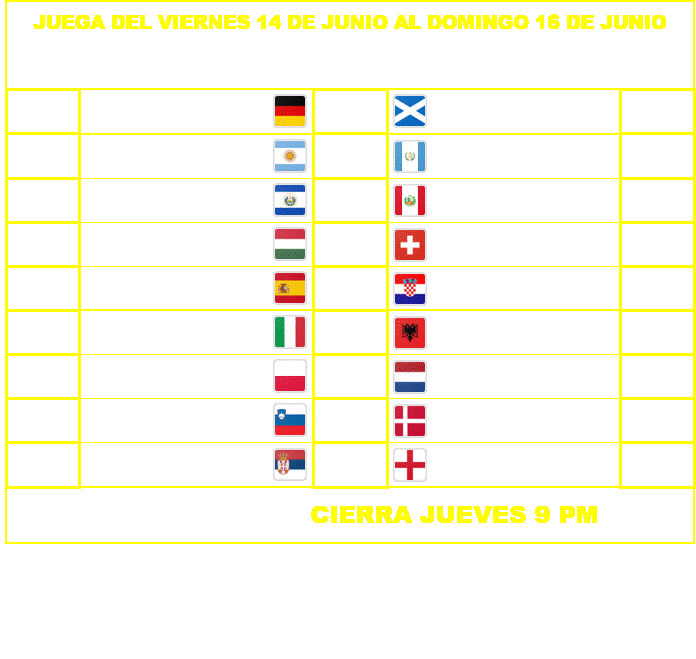 JUEGA DEL VIERNES 14 DE JUNIO AL DOMINGO 16 DE JUNIO
CIERRA JUEVES 9 PM